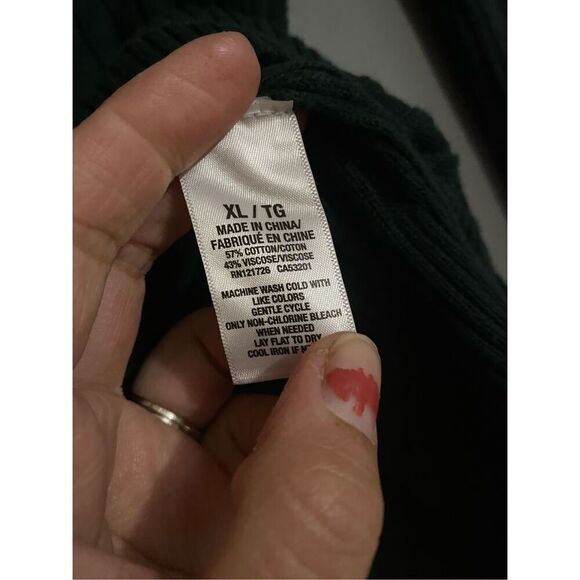 XL / TG
MADE IN CHINA/
FABRIQUÉ EN CHINE
57% COTTON/COTON
43% VISCOSE/VISCOSE
RN121726 CA53201
MACHINE WASH COLD WITH
LIKE COLORS
GENTLE CYCLE
ONLY NON-CHLORINE BLEACH
WHEN NEEDED
LAY FLAT TO DRY
COOL IRON IF